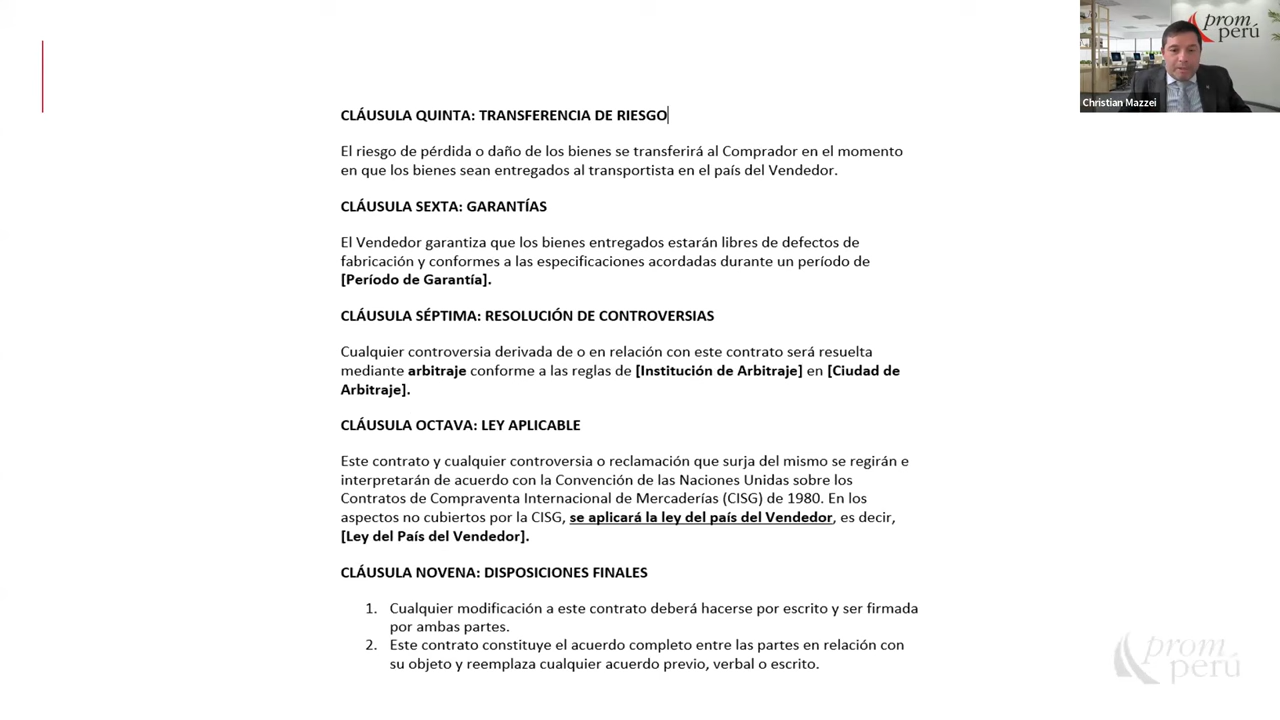 prom
perú
Christian Mazzei
CLÁUSULA QUINTA: TRANSFERENCIA DE RIESGO
El riesgo de pérdida o daño de los bienes se transferirá al Comprador en el momento
en que los bienes sean entregados al transportista en el país del Vendedor.
CLÁUSULA SEXTA: GARANTÍAS
El Vendedor garantiza que los bienes entregados estarán libres de defectos de
fabricación y conformes a las especificaciones acordadas durante un período de
[Período de Garantía].
CLÁUSULA SÉPTIMA: RESOLUCIÓN DE CONTROVERSIAS
Cualquier controversia derivada de o en relación con este contrato será resuelta
mediante arbitraje conforme a las reglas de [Institución de Arbitraje] en [Ciudad de
Arbitraje].
CLÁUSULA OCTAVA: LEY APLICABLE
Este contrato y cualquier controversia o reclamación que surja del mismo se regirán e
interpretarán de acuerdo con la Convención de las Naciones Unidas sobre los
Contratos de Compraventa Internacional de Mercaderías (CISG) de 1980. En los
aspectos no cubiertos por la CISG, se aplicará la ley del país del Vendedor, es decir,
[Ley del País del Vendedor].
CLÁUSULA NOVENA: DISPOSICIONES FINALES
1. Cualquier modificación a este contrato deberá hacerse por escrito y ser firmada
por ambas partes.
2. Este contrato constituye el acuerdo completo entre las partes en relación con
su objeto y reemplaza cualquier acuerdo previo, verbal o escrito.
prom
perú